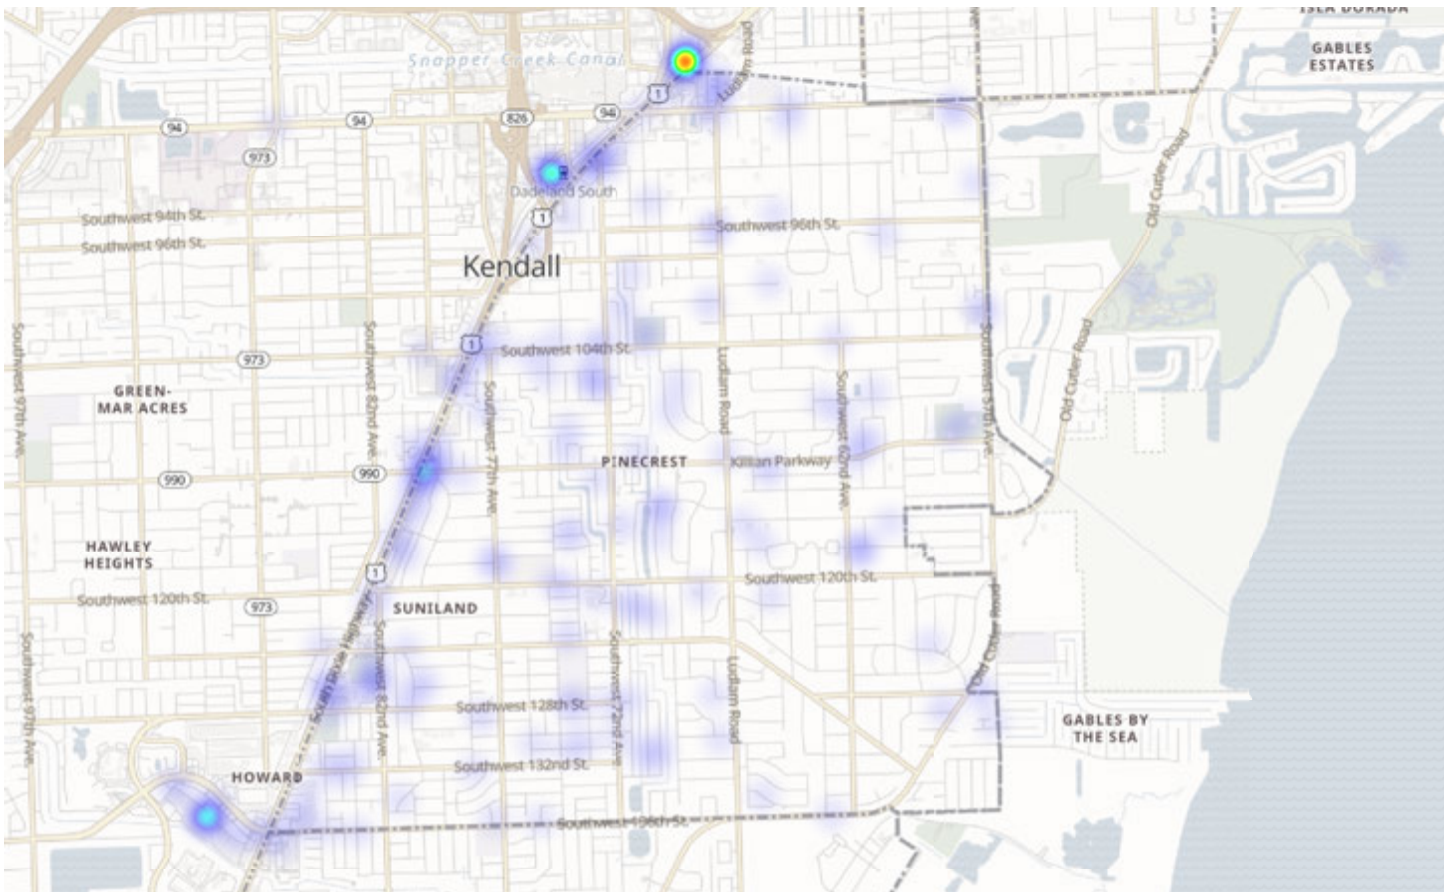 ISLA DORADA
GABLES
ESTATES
Snapper Creek Canal
Ludlam Road
1
94
94
826
94
973
Dadeland South
Old Cutler Road
Southwest 94th St.
Southwest 96th St.
1
Southwest 96th St.
Kendall
Southwest 97th Ave.
Southwest 82nd Ave.
1
Southwest 104th St.
973
Southwest 77th Ave.
Ludlam Road
Southwest 62nd Ave.
Southwest 57th Ave.
Old Cutler Road
GREEN-
MAR ACRES
PINECREST
Killian Parkway
990
990
HAWLEY
HEIGHTS
1
Southwest 120th St.
Southwest 120th St.
973
SUNILAND
Old Cutler Road
Southwest 97th Ave.
South Dixie Highway
Southwest 82nd Ave.
Southwest 72nd Ave
Ludlam Road
Southwest 128th St.
GABLES BY
THE SEA
Southwest 132nd St.
HOWARD
Southwest 136th St.